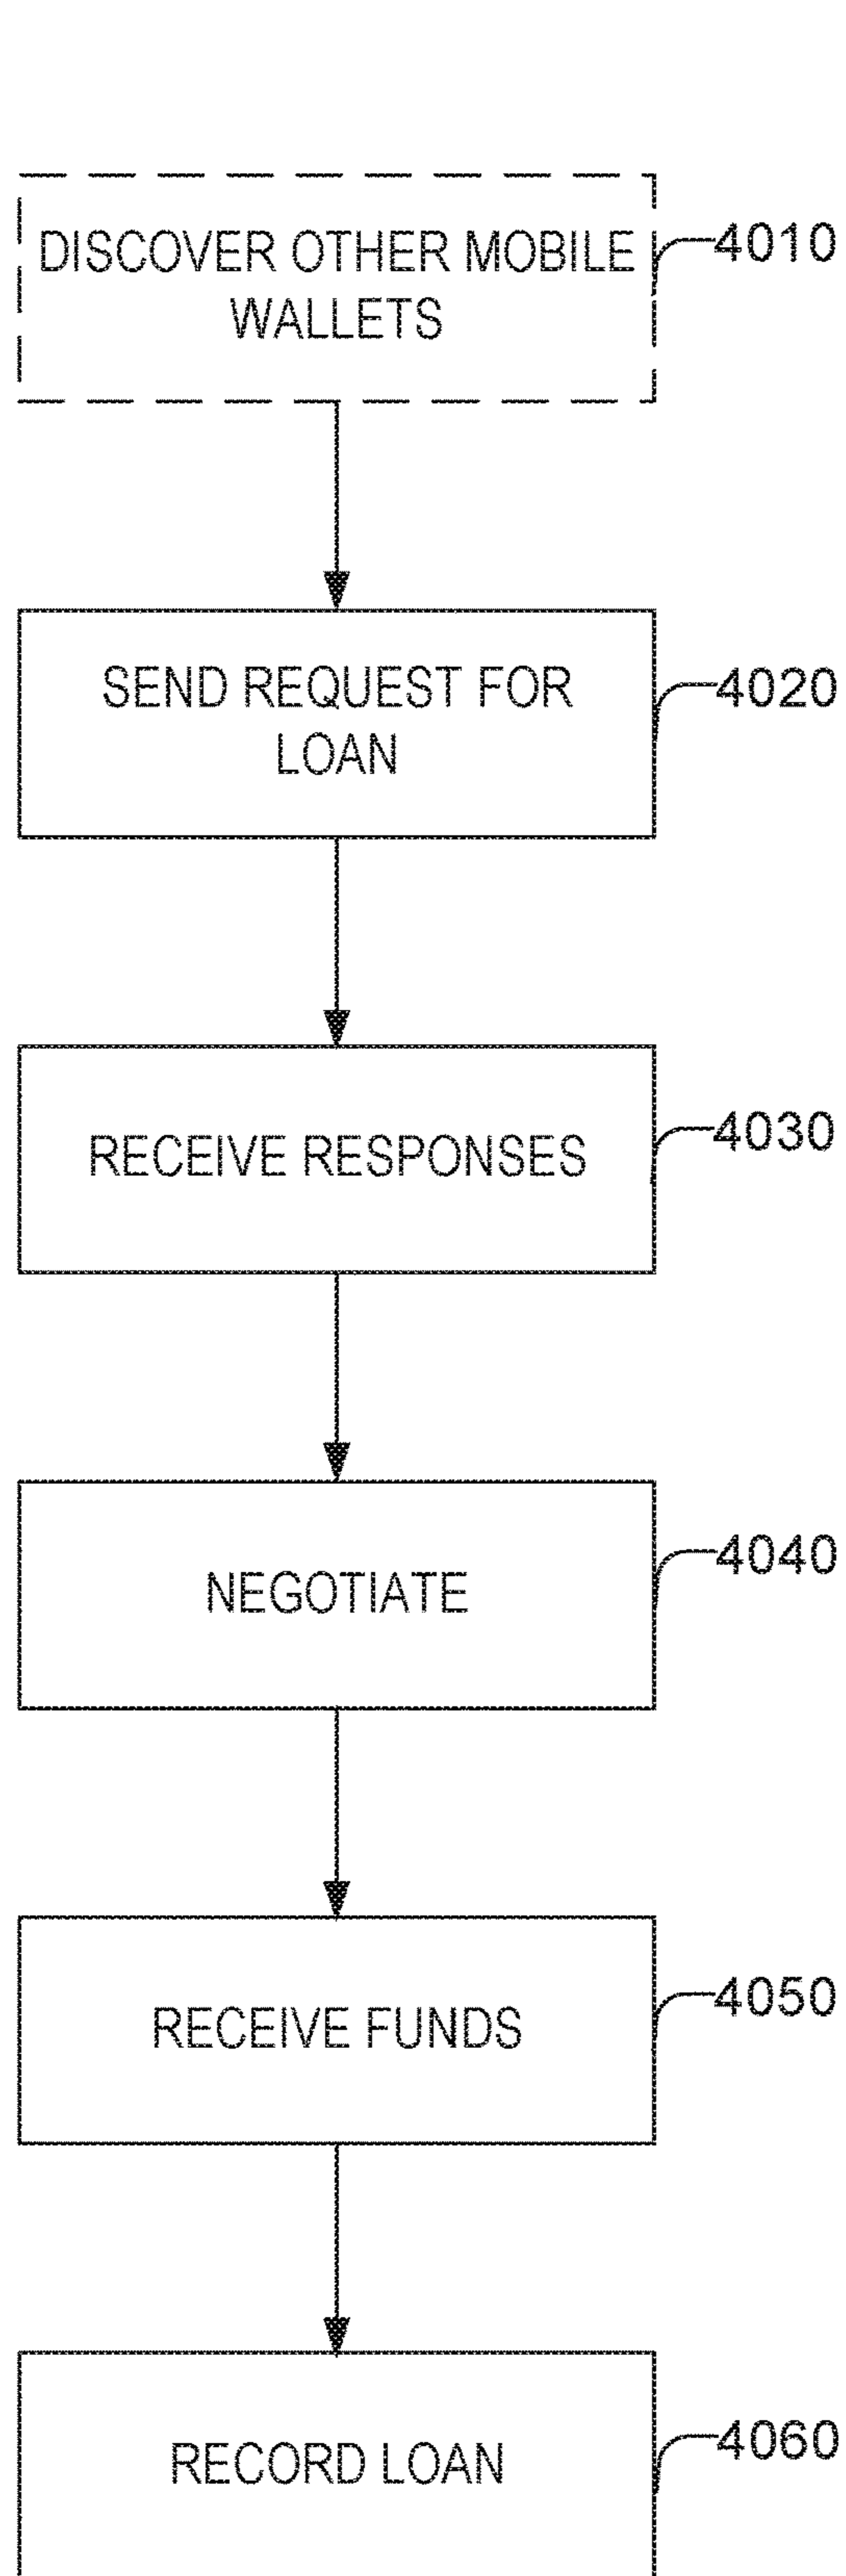 DISCOVER OTHER MOBILE
WALLETS
4010
SEND REQUEST FOR
LOAN
4020
RECEIVE RESPONSES
4030
NEGOTIATE
4040
RECEIVE FUNDS
4050
RECORD LOAN
4060